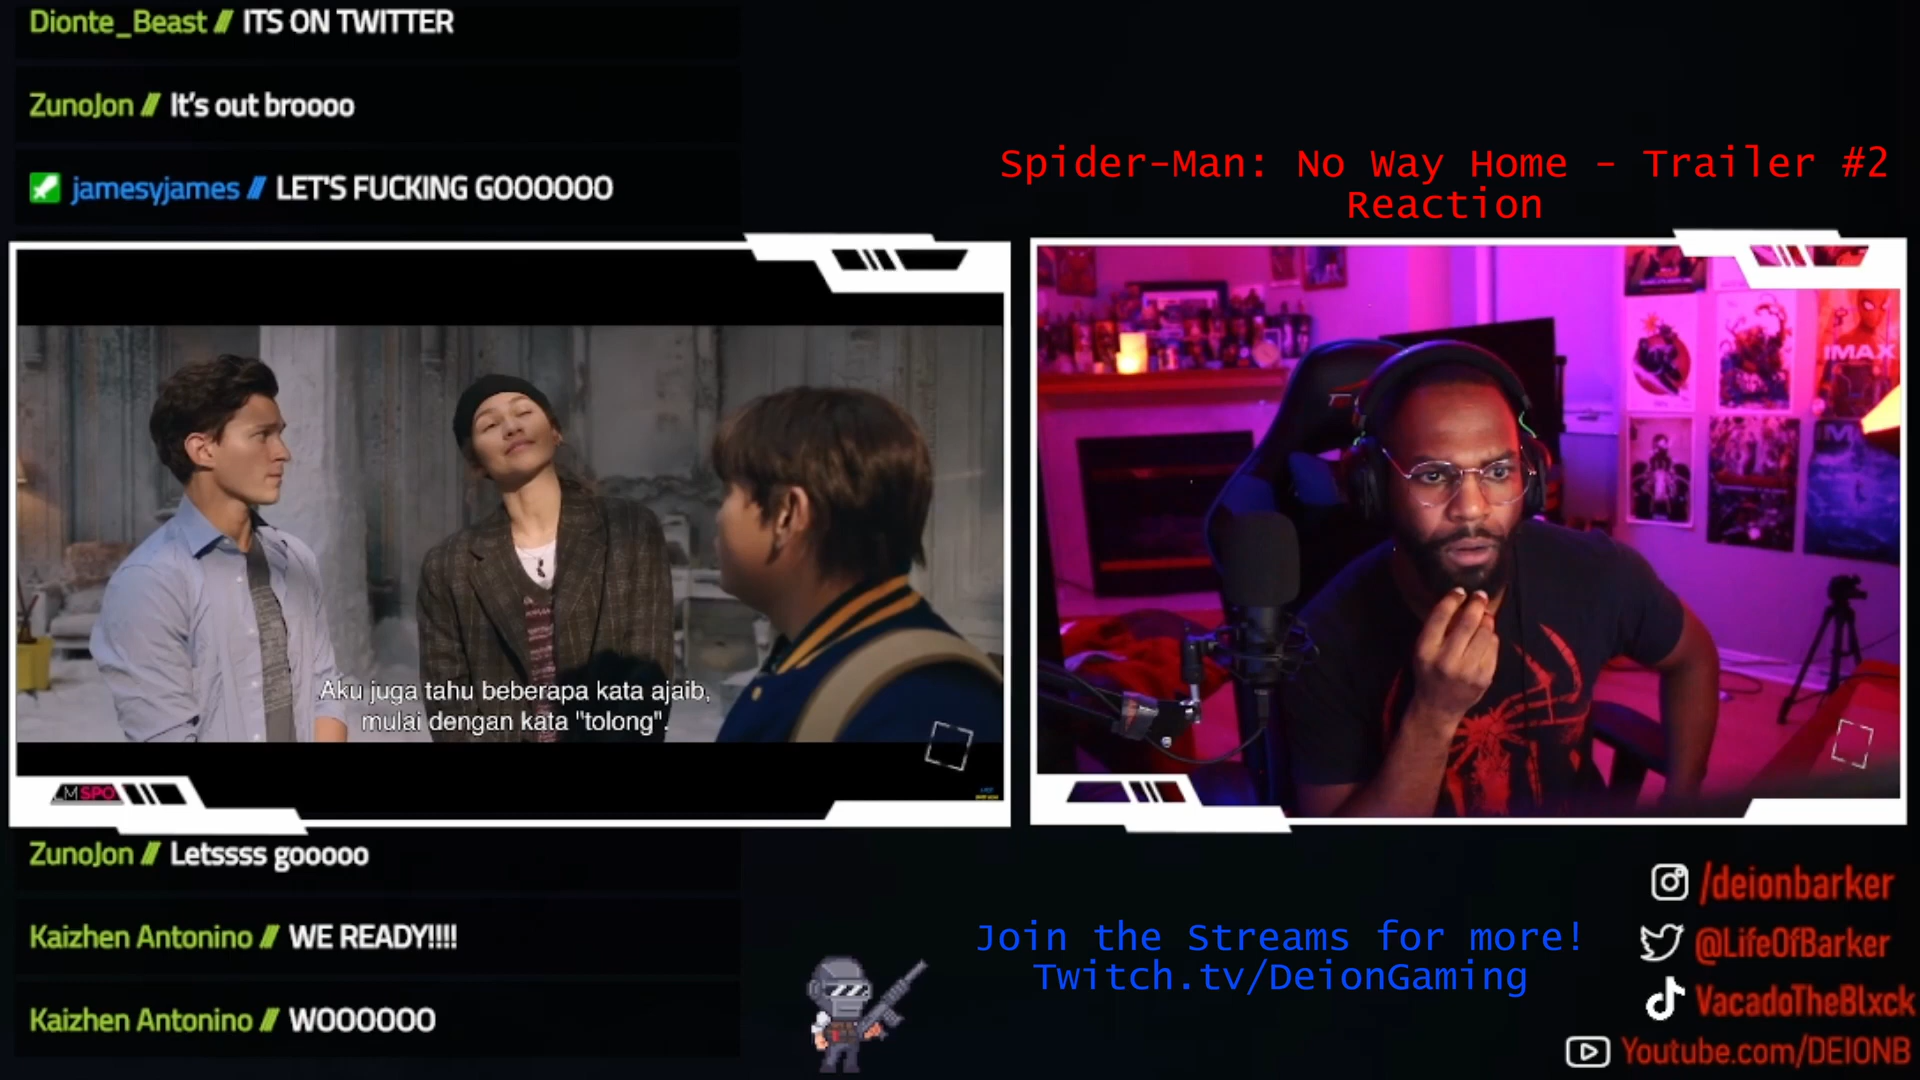 Dionte_Beast // ITS ON TWITTER
ZunoJon // It's out broooo
jamesyjames // LET'S FUCKING GOOOOOO
Spider-Man: No Way Home - Trailer #2
Reaction
IMAX
Aku juga tahu beberapa kata ajaib,
mulai dengan kata "tolong".
LM SPO
ZunoJon // Letssss gooooo
Kaizhen Antonino // WE READY!!!!
Kaizhen Antonino // WOOOOOO
Join the Streams for more!
Twitch.tv/DeionGaming
/deionbarker
@LifeOfBarker
VacadoTheBlxck
Youtube.com/DEIONB